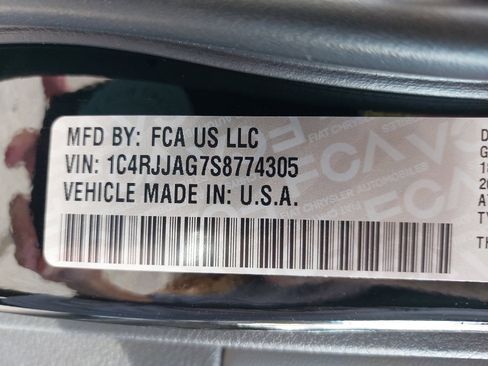 MFD BY: FCA US LLC
VIN: 1C4RJJAG7S8774305
VEHICLE MADE IN: U.S.A.